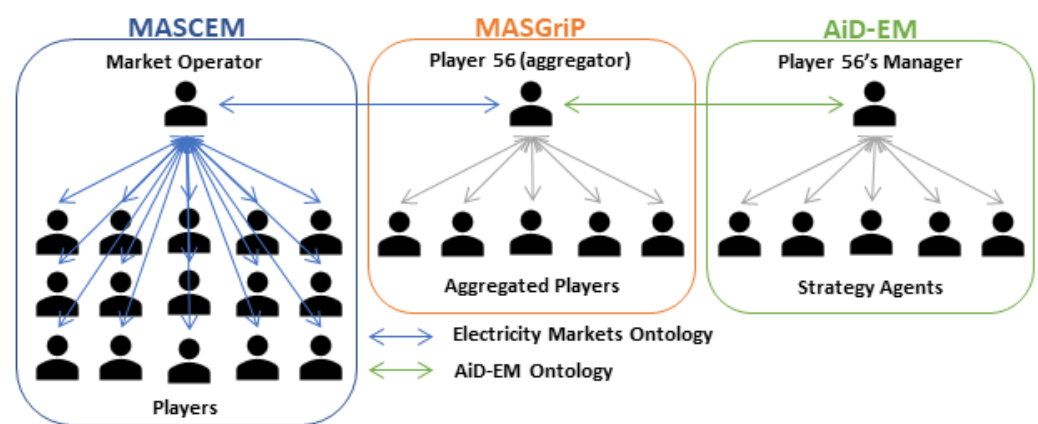 MASCEM
Market Operator
Players
MASGriP
Player 56 (aggregator)
Aggregated Players
AiD-EM
Player 56's Manager
Strategy Agents
Electricity Markets Ontology
AiD-EM Ontology